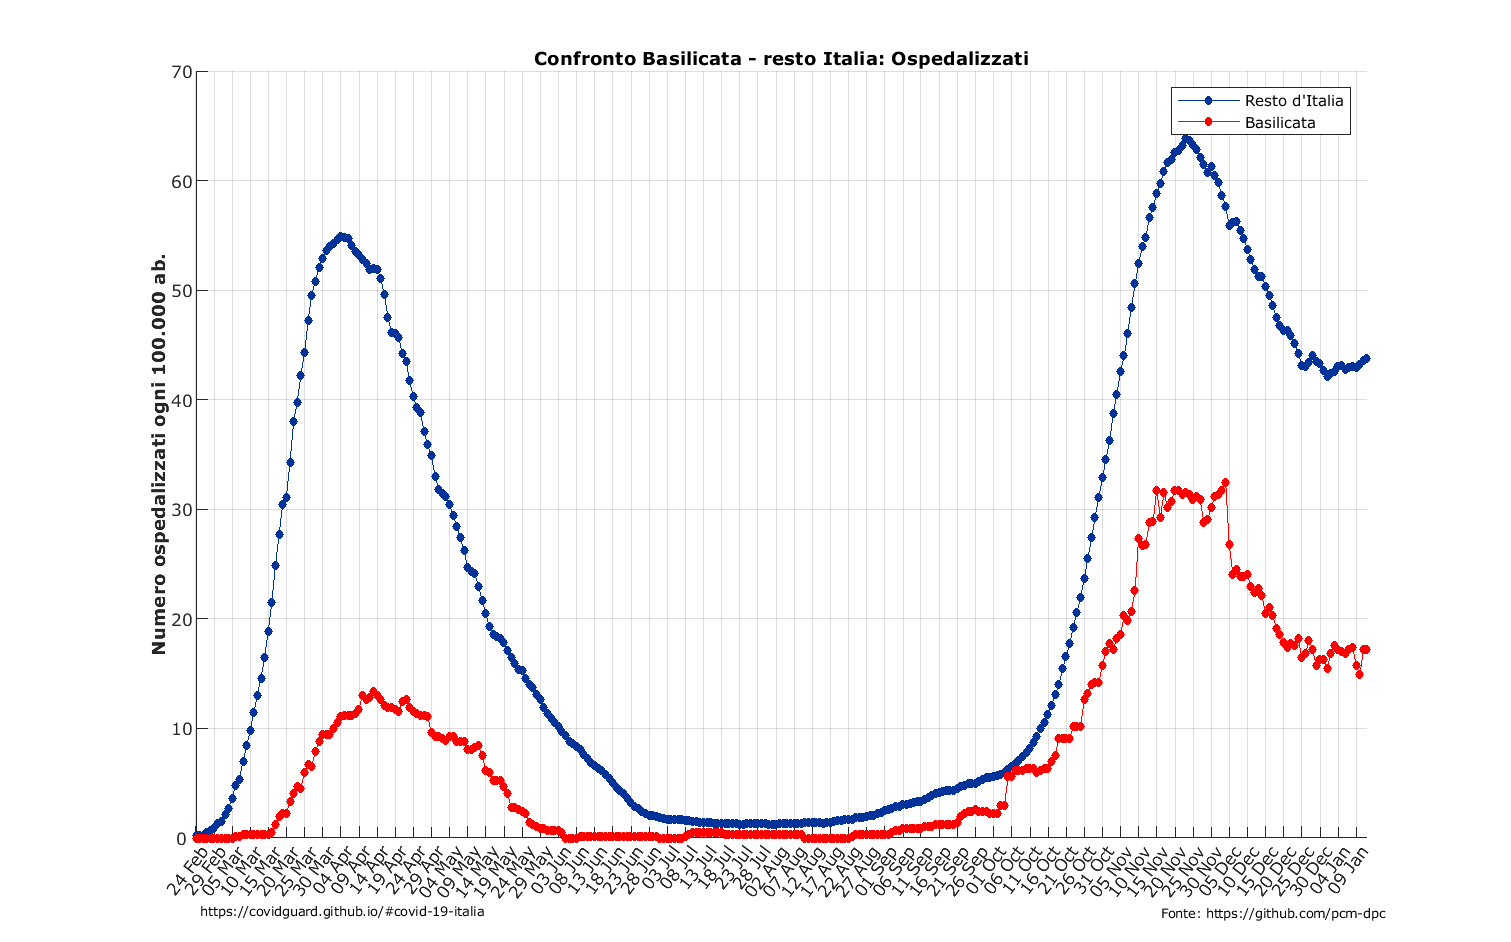 Confronto Basilicata - resto Italia: Ospedalizzati
Resto d'Italia
Basilicata
Numero ospedalizzati ogni 100.000 ab.
70
60
50
40
30
20
10
0
24 Feb
29 Feb
05 Mar
10 Mar
15 Mar
20 Mar
25 Mar
30 Mar
04 Apr
09 Apr
14 Apr
19 Apr
24 Apr
29 Apr
04 May
09 May
14 May
19 May
24 May
29 May
03 Jun
08 Jun
13 Jun
18 Jun
23 Jun
28 Jun
03 Jul
08 Jul
13 Jul
18 Jul
23 Jul
28 Jul
02 Aug
07 Aug
12 Aug
17 Aug
22 Aug
27 Aug
01 Sep
06 Sep
11 Sep
16 Sep
21 Sep
26 Sep
01 Oct
06 Oct
11 Oct
16 Oct
21 Oct
26 Oct
31 Oct
05 Nov
10 Nov
15 Nov
20 Nov
25 Nov
30 Nov
05 Dec
10 Dec
15 Dec
20 Dec
25 Dec
30 Dec
04 Jan
09 Jan
https://covidguard.github.io/#covid-19-italia
Fonte: https://github.com/pcm-dpc